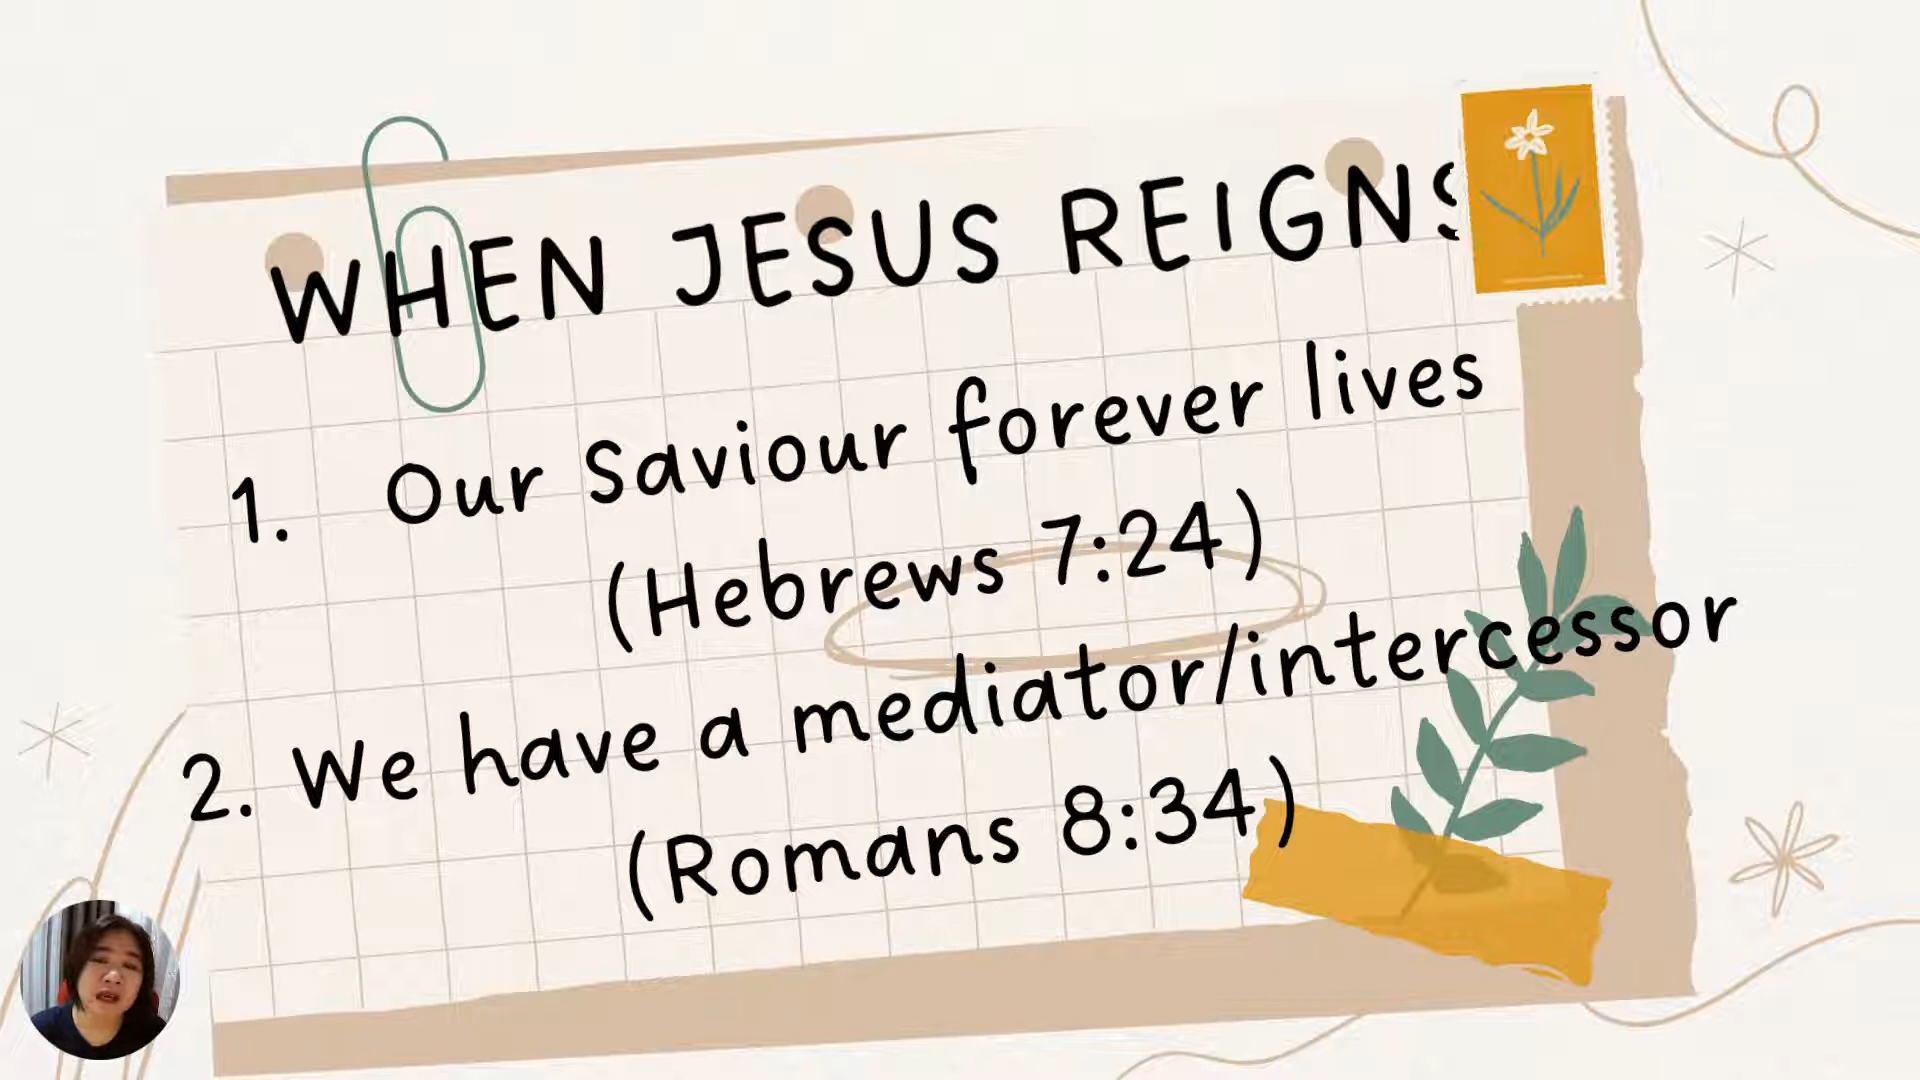 WHEN JESUS REIGNS
1. Our Saviour forever lives
(Hebrews 7:24)
2. We have a mediator/intercessor
(Romans 8:34)